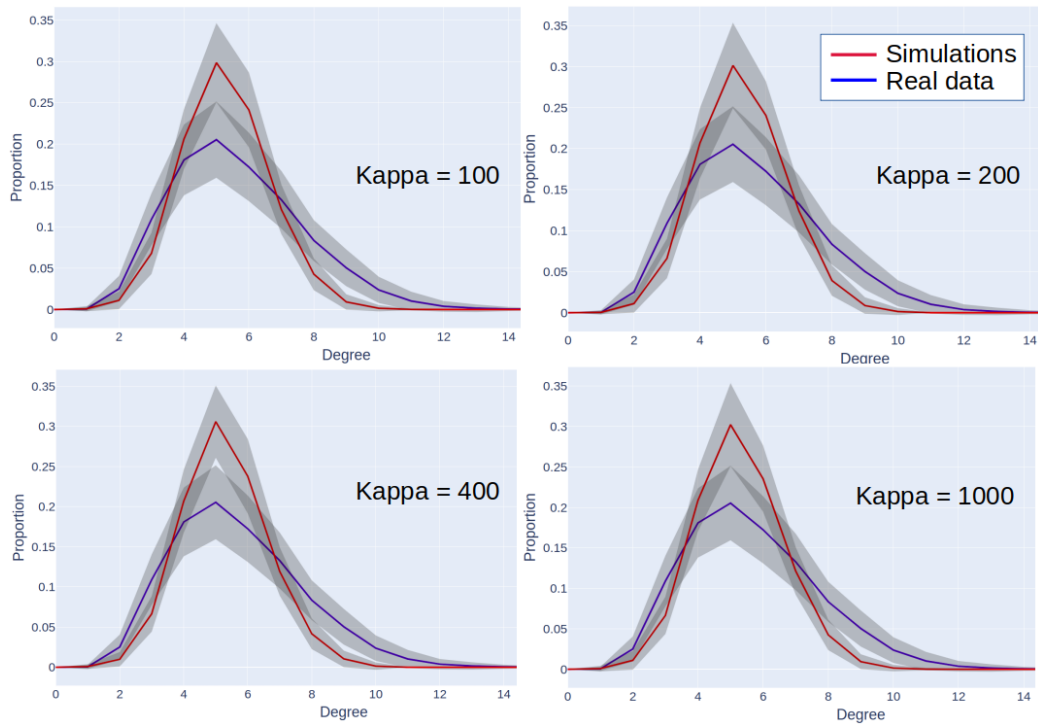 0.35
0.3
0.25
0.2
0.15
0.1
0.05
0
Proportion
Kappa = 100
0 2 4 6 8 10 12 14
Degree
0.35
0.3
0.25
0.2
0.15
0.1
0.05
0
Proportion
Simulations
Real data
Kappa = 200
0 2 4 6 8 10 12 14
Degree
0.35
0.3
0.25
0.2
0.15
0.1
0.05
0
Proportion
Kappa = 400
0 2 4 6 8 10 12 14
Degree
0.35
0.3
0.25
0.2
0.15
0.1
0.05
0
Proportion
Kappa = 1000
0 2 4 6 8 10 12 14
Degree